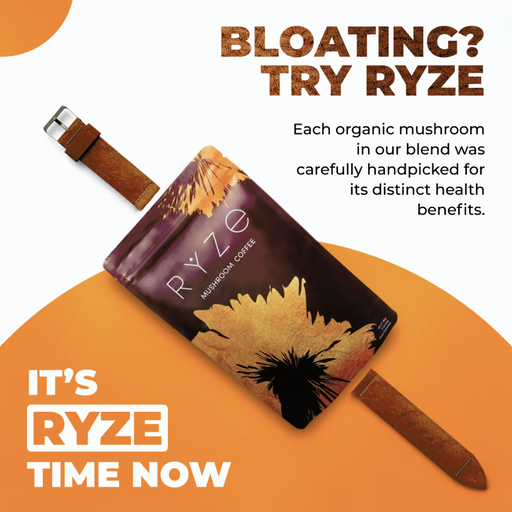 BLOATING?
TRY RYZE
Each organic mushroom
in our blend was
carefully handpicked for
its distinct health
benefits.
RYZE
MUSHROOM COFFEE
IT'S
RYZE
TIME NOW